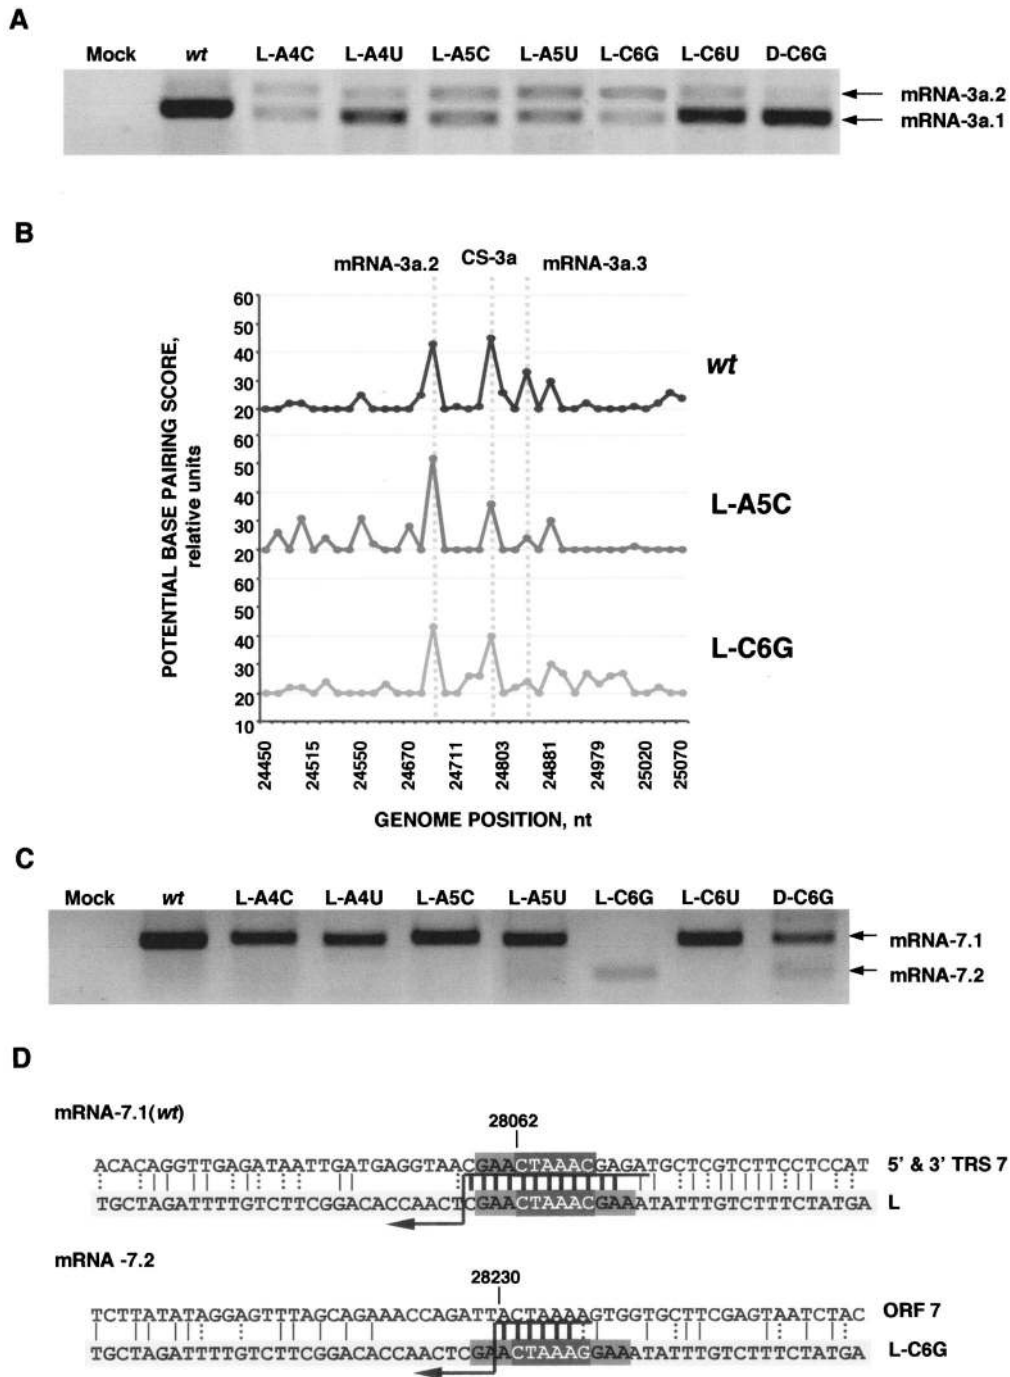 A
Mock wt L-A4C L-A4U L-A5C L-A5U L-C6G L-C6U D-C6G
mRNA-3a.2
mRNA-3a.1
B
mRNA-3a.2 CS-3a mRNA-3a.3
POTENTIAL BASE PAIRING SCORE,
relative units
60
50
40
30
20
wt
60
50
40
30
20
L-A5C
60
50
40
30
20
10
L-C6G
24450 24515 24550 24670 24711 24803 24881 24979 25020 25070
GENOME POSITION, nt
C
Mock wt L-A4C L-A4U L-A5C L-A5U L-C6G L-C6U D-C6G
mRNA-7.1
mRNA-7.2
D
mRNA-7.1(wt)
28062
ACACAGGTTGAGATAATTGATGAGGTAACGAACTAAACGAGATGCTCGTCTTCCTCCAT 5' & 3' TRS 7
TGCTAGATTTTGTCTTCGGACACCAACTCGAACTAAACGAAATATTTGTCTTTCTATGA L
mRNA -7.2
28230
TCTTATATAGGAGTTTAGCAGAAACCAGATTACTAAAAGTGGTGCTTCGAGTAATCTAC ORF 7
TGCTAGATTTTGTCTTCGGACACCAACTCGAACTAAAGGAAATATTTGTCTTTCTATGA L-C6G